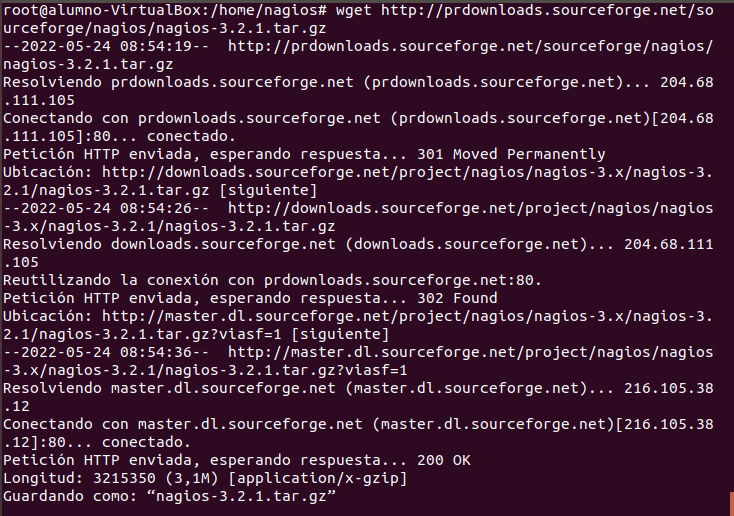 root@alumno-VirtualBox:/home/nagios# wget http://prdownloads.sourceforge.net/so
urceforge/nagios/nagios-3.2.1.tar.gz
--2022-05-24 08:54:19--  http://prdownloads.sourceforge.net/sourceforge/nagios/
nagios-3.2.1.tar.gz
Resolviendo prdownloads.sourceforge.net (prdownloads.sourceforge.net)... 204.68
.111.105
Conectando con prdownloads.sourceforge.net (prdownloads.sourceforge.net)[204.68
.111.105]:80... conectado.
Petición HTTP enviada, esperando respuesta... 301 Moved Permanently
Ubicación: http://downloads.sourceforge.net/project/nagios/nagios-3.x/nagios-3.
2.1/nagios-3.2.1.tar.gz [siguiente]
--2022-05-24 08:54:26--  http://downloads.sourceforge.net/project/nagios/nagios
-3.x/nagios-3.2.1/nagios-3.2.1.tar.gz
Resolviendo downloads.sourceforge.net (downloads.sourceforge.net)... 204.68.111
.105
Reutilizando la conexión con prdownloads.sourceforge.net:80.
Petición HTTP enviada, esperando respuesta... 302 Found
Ubicación: http://master.dl.sourceforge.net/project/nagios/nagios-3.x/nagios-3.
2.1/nagios-3.2.1.tar.gz?viasf=1 [siguiente]
--2022-05-24 08:54:36--  http://master.dl.sourceforge.net/project/nagios/nagios
-3.x/nagios-3.2.1/nagios-3.2.1.tar.gz?viasf=1
Resolviendo master.dl.sourceforge.net (master.dl.sourceforge.net)... 216.105.38
.12
Conectando con master.dl.sourceforge.net (master.dl.sourceforge.net)[216.105.38
.12]:80... conectado.
Petición HTTP enviada, esperando respuesta... 200 OK
Longitud: 3215350 (3,1M) [application/x-gzip]
Guardando como: “nagios-3.2.1.tar.gz”